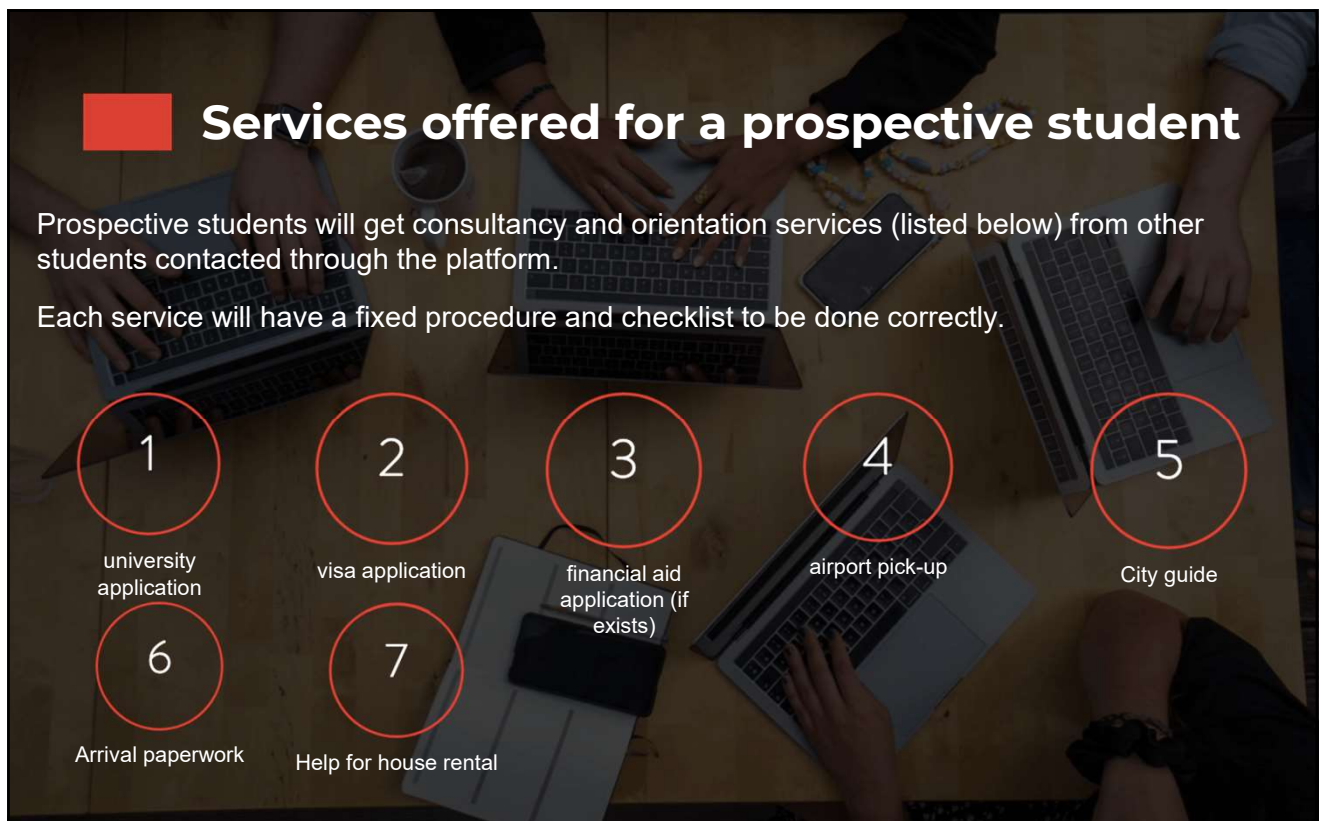 Services offered for a prospective student
Prospective students will get consultancy and orientation services (listed below) from other
students contacted through the platform.
Each service will have a fixed procedure and checklist to be done correctly.
1
university
application
2
visa application
3
financial aid
application (if
exists)
4
airport pick-up
5
City guide
6
Arrival paperwork
7
Help for house rental